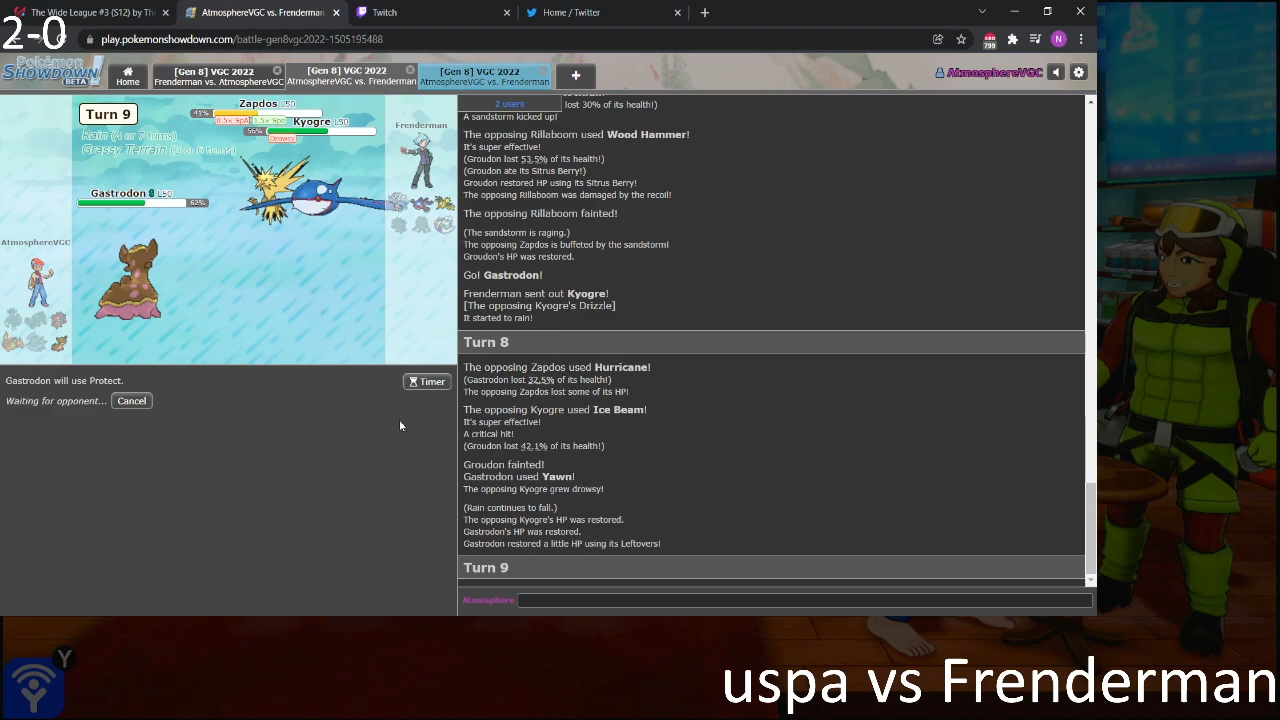 The Wide League #3 (S12) by Th
AtmosphereVGC vs. Frenderman
Twitch
Home / Twitter
2-0
play.pokemonshowdown.com/battle-gen8vgc2022-1505195488
799
N
Pokémon
SHOWDOWN
BETA
Home
[Gen 8] VGC 2022
Frenderman vs. AtmosphereVGC
[Gen 8] VGC 2022
AtmosphereVGC vs. Frenderman
[Gen 8] VGC 2022
AtmosphereVGC vs. Frenderman
AtmosphereVGC
Turn 9
Rain (4 or 7 turns)
Zapdos L50
41%
0.5x SpA 1.5x SpD
Kyogre L50
56%
Drowsy
Gastrodon L50
62%
Frenderman
AtmosphereVGC
2 users
lost 30% of its health!)
A sandstorm kicked up!
The opposing Rillaboom used Wood Hammer!
It's super effective!
(Groudon lost 53.5% of its health!)
(Groudon ate its Sitrus Berry!)
Groudon restored HP using its Sitrus Berry!
The opposing Rillaboom was damaged by the recoil!
The opposing Rillaboom fainted!
(The sandstorm is raging.)
The opposing Zapdos is buffeted by the sandstorm!
Groudon's HP was restored.
Go! Gastrodon!
Frenderman sent out Kyogre!
[The opposing Kyogre's Drizzle]
It started to rain!
Turn 8
The opposing Zapdos used Hurricane!
(Gastrodon lost 32.5% of its health!)
The opposing Zapdos lost some of its HP!
The opposing Kyogre used Ice Beam!
It's super effective!
A critical hit!
(Groudon lost 42.1% of its health!)
Groudon fainted!
Gastrodon used Yawn!
The opposing Kyogre grew drowsy!
(Rain continues to fall.)
The opposing Kyogre's HP was restored.
Gastrodon's HP was restored.
Gastrodon restored a little HP using its Leftovers!
Turn 9
Gastrodon will use Protect.
Timer
Waiting for opponent... Cancel
Atmosphere
Y
uspa vs Frenderman